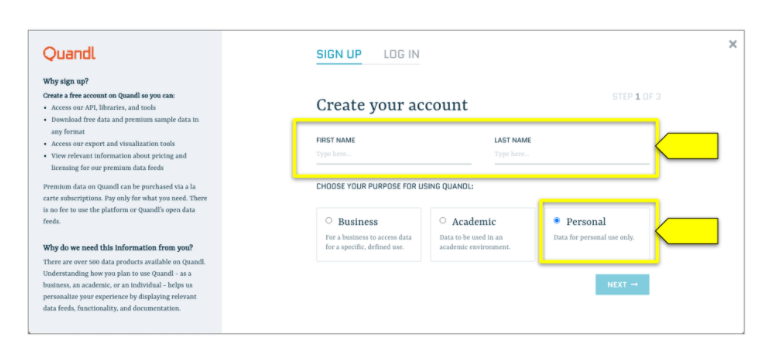 Quandl
Why sign up?
Create a free account on Quandl so you can:
• Access our API, libraries, and tools
• Download free data and premium sample data in
any format
• Access our export and visualization tools
• View relevant information about pricing and
licensing for our premium data feeds
Premium data on Quandl can be purchased via a la
carte subscriptions. Pay only for what you need. There
is no fee to use the platform or Quandl's open data
feeds.
Why do we need this information from you?
There are over 500 data products available on Quandl.
Understanding how you plan to use Quandl - as a
business, an academic, or an individual - helps us
personalize your experience by displaying relevant
data feeds, functionality, and documentation.
SIGN UP LOG IN
×
STEP 1 OF 3
Create your account
FIRST NAME LAST NAME
Type here... Type here...
CHOOSE YOUR PURPOSE FOR USING QUANDL:
Business
For a business to access data
for a specific, defined use.
Academic
Data to be used in an
academic environment.
Personal
Data for personal use only.
NEXT →